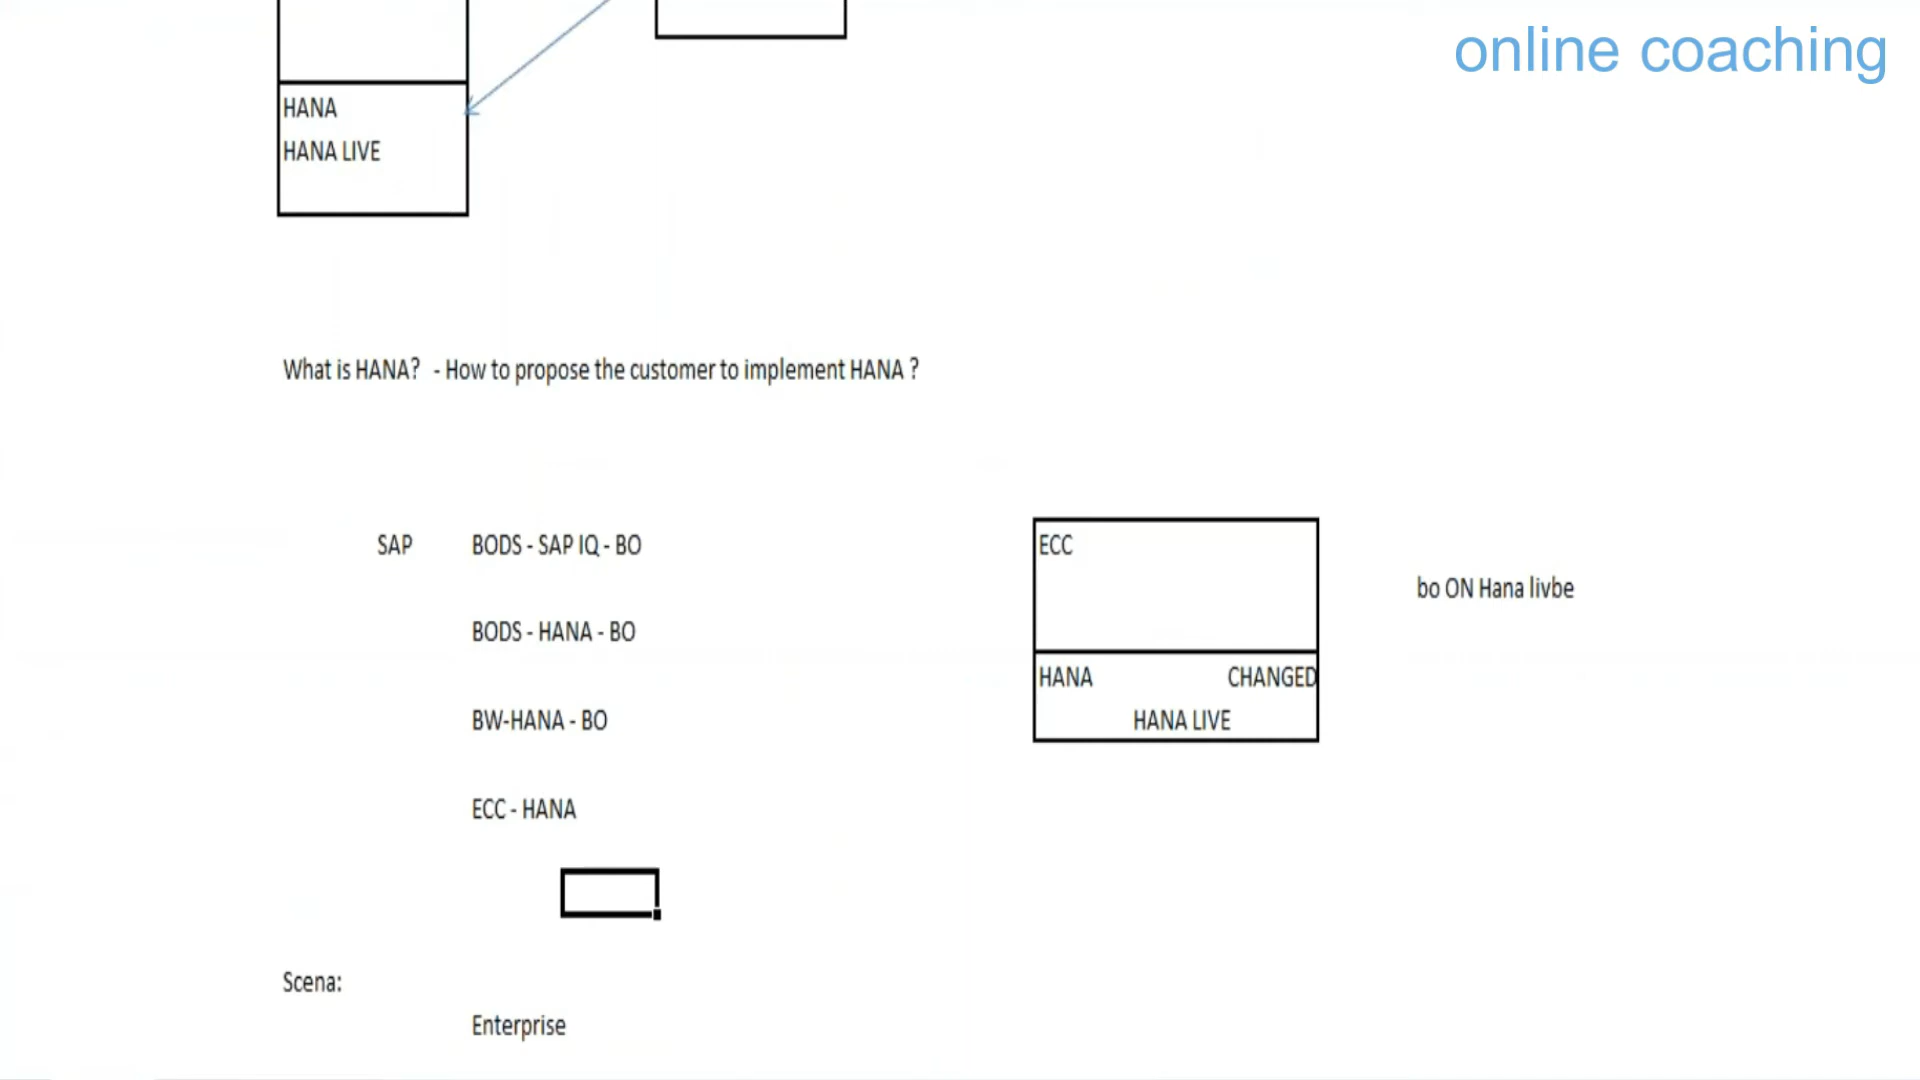 online coaching
HANA
HANA LIVE
What is HANA? - How to propose the customer to implement HANA ?
SAP BODS - SAP IQ - BO
ECC
bo ON Hana livbe
BODS - HANA - BO
HANA CHANGED
BW-HANA - BO
HANA LIVE
ECC - HANA
Scena:
Enterprise